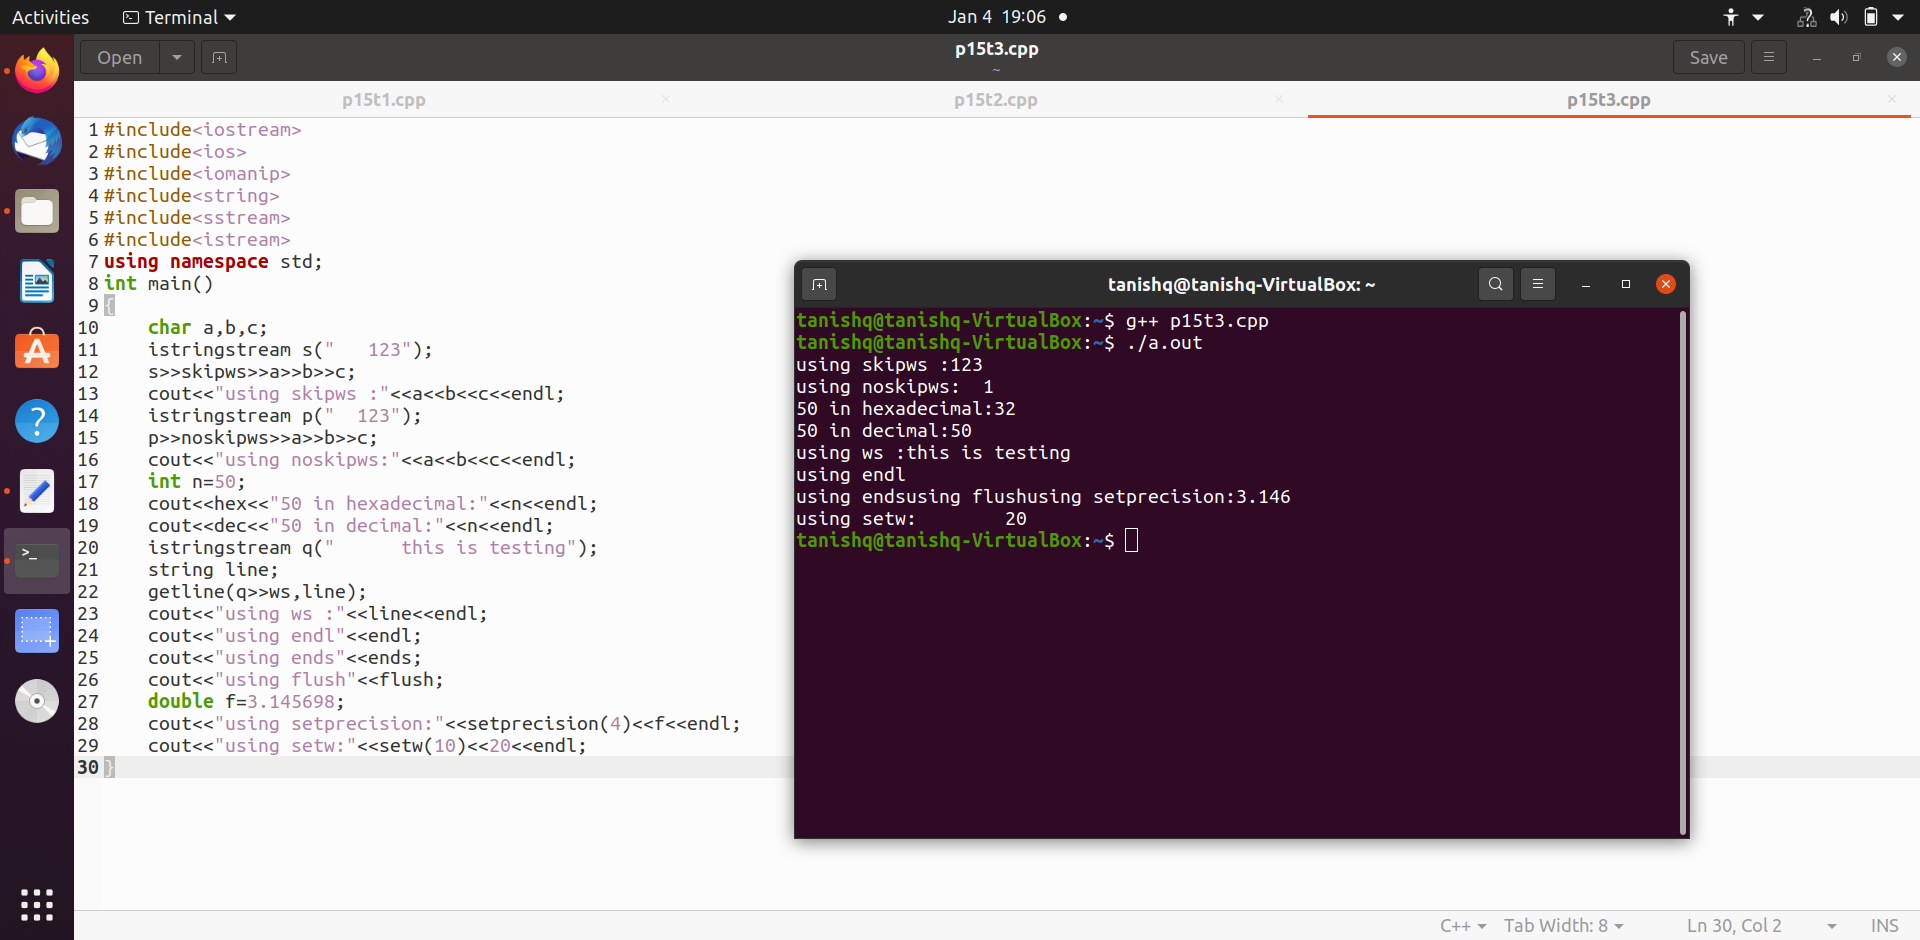 Activities Terminal Jan 4 19:06
Open p15t3.cpp Save
~
p15t1.cpp p15t2.cpp p15t3.cpp
1 #include<iostream>
2 #include<ios>
3 #include<iomanip>
4 #include<string>
5 #include<sstream>
6 #include<istream>
7 using namespace std;
8 int main()
9 {
10     char a,b,c;
11     istringstream s("   123");
12     s>>skipws>>a>>b>>c;
13     cout<<"using skipws :"<<a<<b<<c<<endl;
14     istringstream p("  123");
15     p>>noskipws>>a>>b>>c;
16     cout<<"using noskipws:"<<a<<b<<c<<endl;
17     int n=50;
18     cout<<hex<<"50 in hexadecimal:"<<n<<endl;
19     cout<<dec<<"50 in decimal:"<<n<<endl;
20     istringstream q("      this is testing");
21     string line;
22     getline(q>>ws,line);
23     cout<<"using ws :"<<line<<endl;
24     cout<<"using endl"<<endl;
25     cout<<"using ends"<<ends;
26     cout<<"using flush"<<flush;
27     double f=3.145698;
28     cout<<"using setprecision:"<<setprecision(4)<<f<<endl;
29     cout<<"using setw:"<<setw(10)<<20<<endl;
30 }
tanishq@tanishq-VirtualBox: ~
tanishq@tanishq-VirtualBox:~$ g++ p15t3.cpp
tanishq@tanishq-VirtualBox:~$ ./a.out
using skipws :123
using noskipws:  1
50 in hexadecimal:32
50 in decimal:50
using ws :this is testing
using endl
using endsusing flushusing setprecision:3.146
using setw:        20
tanishq@tanishq-VirtualBox:~$
C++ Tab Width: 8 Ln 30, Col 2 INS